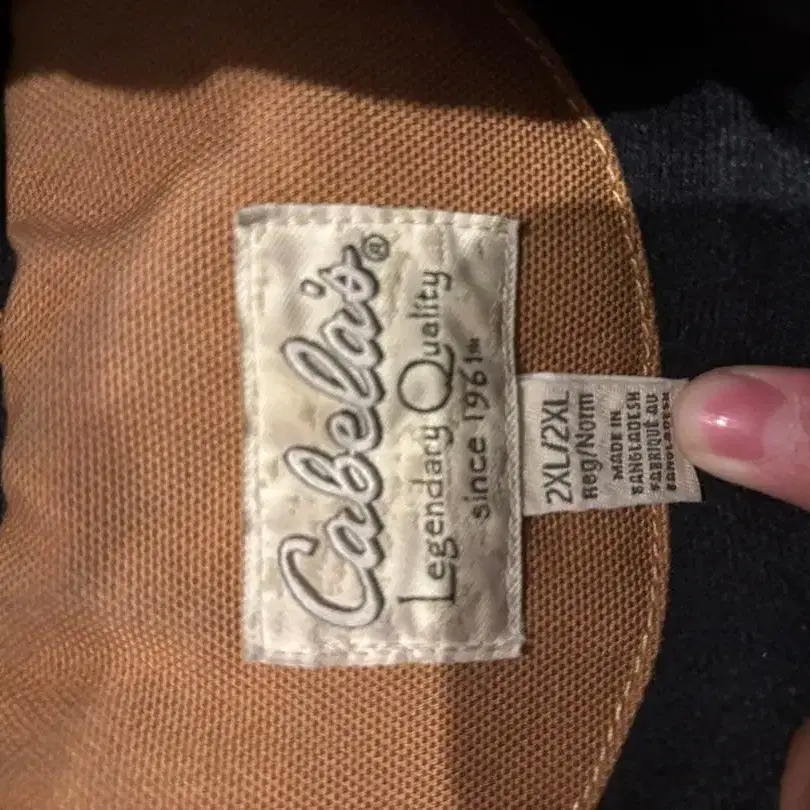 Cabela's®
Legendary Quality
since 1961™
2XL/2XL
Reg/Norm
MADE IN
BANGLADESH
FABRIQUÉ AU
BANGLADESH